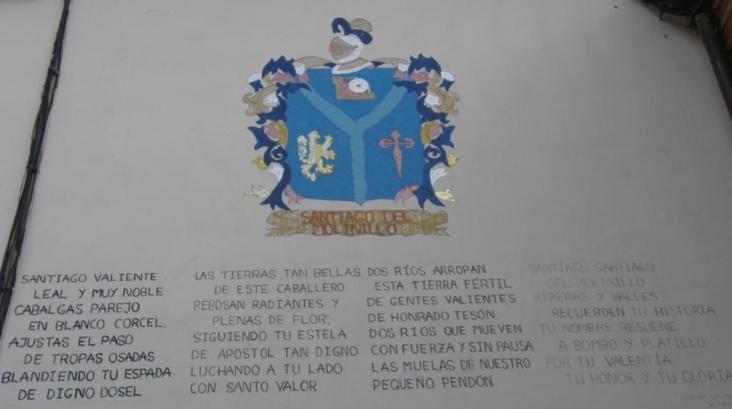 SANTIAGO DEL
MOLINILLO
SANTIAGO VALIENTE
LEAL Y MUY NOBLE
CABALGAS PAREJO
EN BLANCO CORCEL.
AJUSTAS EL PASO
DE TROPAS OSADAS
BLANDIENDO TU ESPADA
DE DIGNO DOSEL
LAS TIERRAS TAN BELLAS
DE ESTE CABALLERO
REBOSAN RADIANTES Y
PLENAS DE FLOR,
SIGUIENDO TU ESTELA
DE APOSTOL TAN DIGNO
LUCHANDO A TU LADO
CON SANTO VALOR
DOS RÍOS ARROPAN
ESTA TIERRA FÉRTIL
DE GENTES VALIENTES
DE HONRADO TESÓN.
DOS RIOS QUE MUEVEN
CON FUERZA Y SIN PAUSA
LAS MUELAS DE NUESTRO
PEQUEÑO PENDÓN
SANTIAGO SANTIAGO
DEL MOLINILLO
RIBERAS Y VALLES
RECUERDEN TU HISTORIA
TU NOMBRE RESUENE
A BOMBO Y PLATILLO
POR TU VALENTÍA
TU HONOR Y TU GLORIA